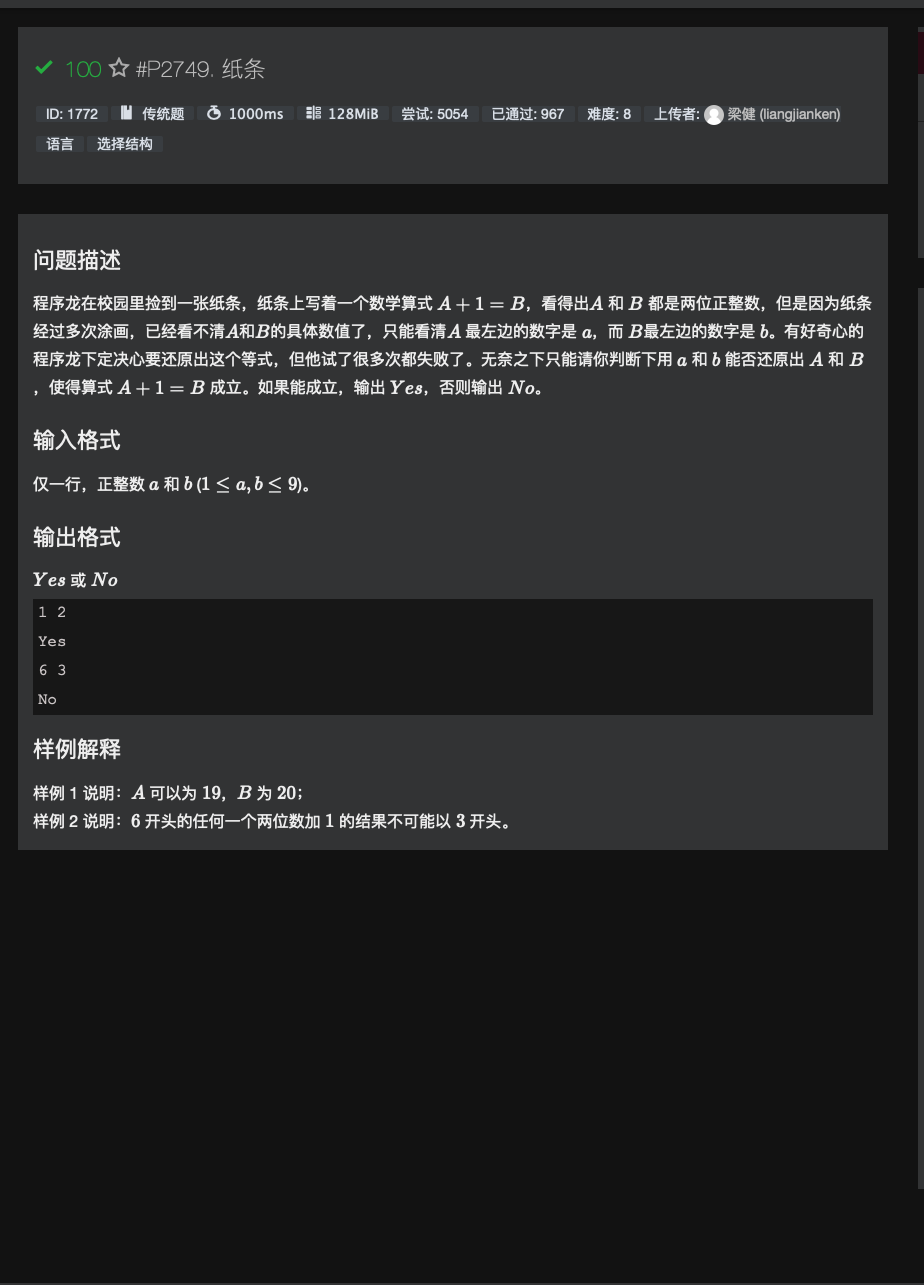 100 #P2749. 纸条
ID: 1772 传统题 1000ms 128MiB 尝试: 5054 已通过: 967 难度: 8 上传者: 梁健 (liangjianken)
语言 选择结构
问题描述
程序龙在校园里捡到一张纸条，纸条上写着一个数学算式 A + 1 = B，看得出A 和 B 都是两位正整数，但是因为纸条
经过多次涂画，已经看不清A和B的具体数值了，只能看清A 最左边的数字是 a，而 B最左边的数字是 b。有好奇心的
程序龙下定决心要还原出这个等式，但他试了很多次都失败了。无奈之下只能请你判断下用 a 和 b 能否还原出 A 和 B
，使得算式 A + 1 = B 成立。如果能成立，输出 Yes，否则输出 No。
输入格式
仅一行，正整数 a 和 b (1 ≤ a, b ≤ 9)。
输出格式
Yes 或 No
1 2
Yes
6 3
No
样例解释
样例 1 说明：A 可以为 19，B 为 20；
样例 2 说明：6 开头的任何一个两位数加 1 的结果不可能以 3 开头。